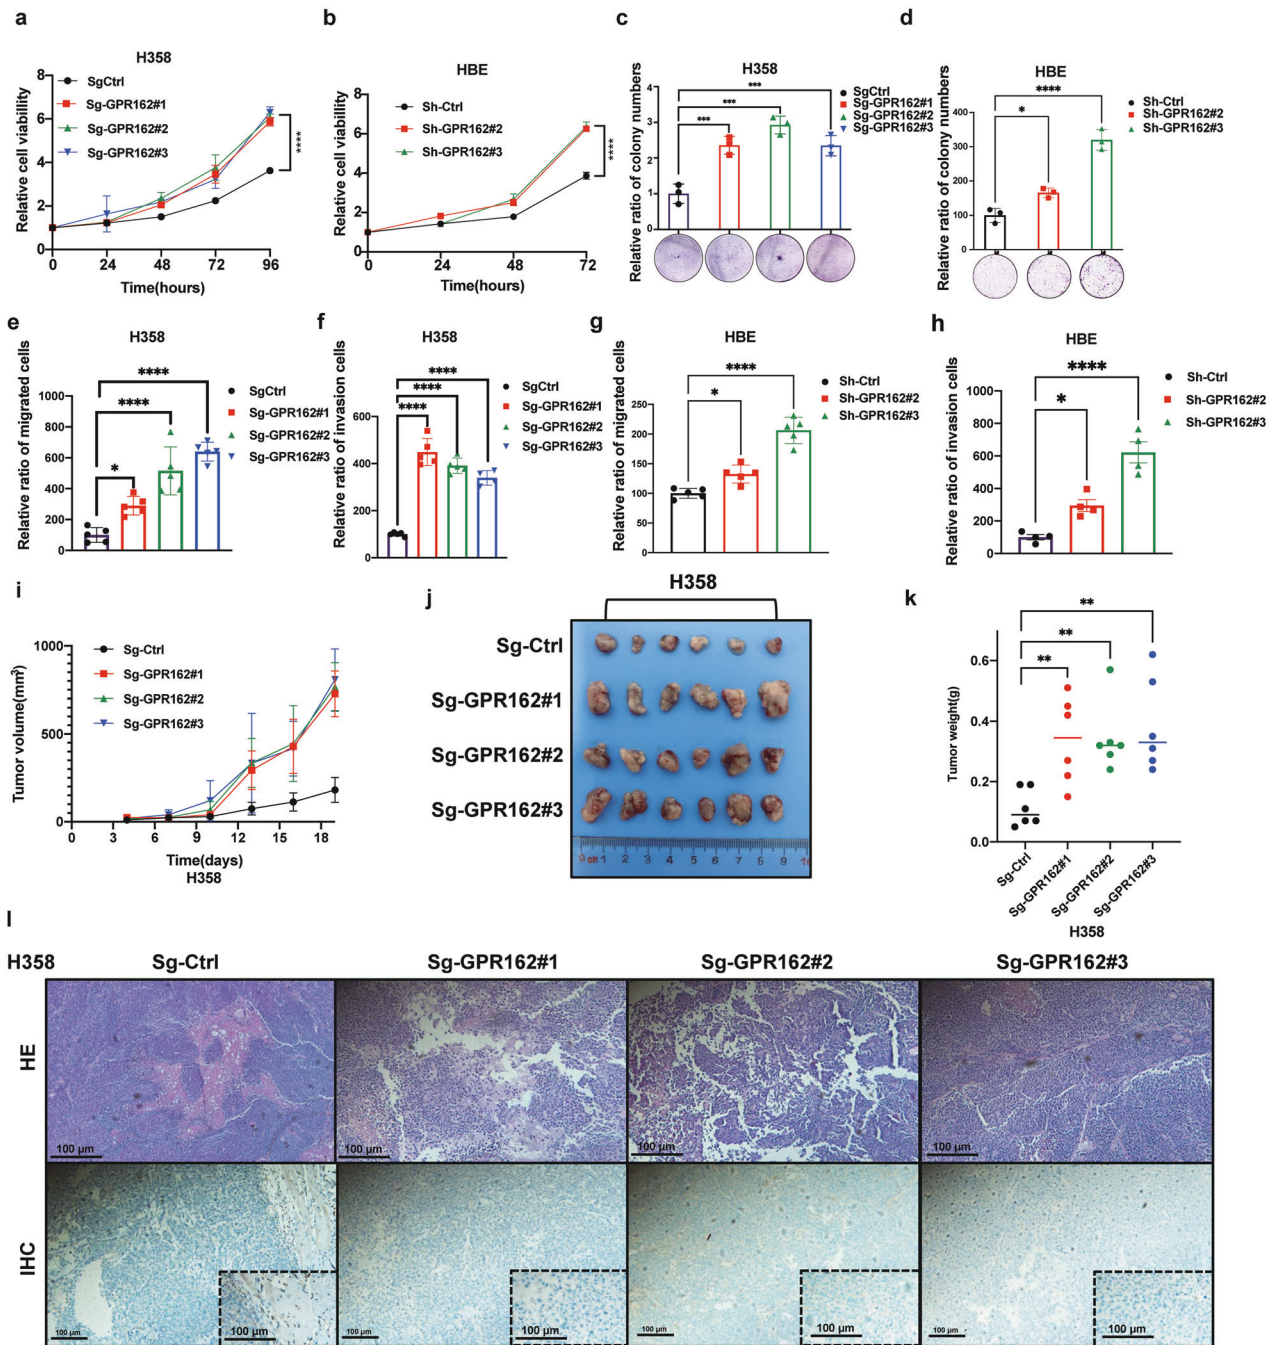 a
H358
Relative cell viabillity
8
6
4
2
0
0 24 48 72 96
Time(hours)
SgCtrl
Sg-GPR162#1
Sg-GPR162#2
Sg-GPR162#3
****
b
HBE
Relative cell viability
8
6
4
2
0
0 24 48 72
Time(hours)
Sh-Ctrl
Sh-GPR162#2
Sh-GPR162#3
****
c
H358
Relative ratio of colony numbers
4
3
2
1
0
***
***
***
SgCtrl
Sg-GPR162#1
Sg-GPR162#2
Sg-GPR162#3
d
HBE
Relative ratio of colony numbers
400
300
200
100
0
****
*
Sh-Ctrl
Sh-GPR162#2
Sh-GPR162#3
e
H358
Relative ratio of migrated cells
1000
800
600
400
200
0
****
****
*
SgCtrl
Sg-GPR162#1
Sg-GPR162#2
Sg-GPR162#3
f
H358
Relative ratio of invasion cells
600
400
200
0
****
****
****
SgCtrl
Sg-GPR162#1
Sg-GPR162#2
Sg-GPR162#3
g
HBE
Relative ratio of migrated cells
250
200
150
100
50
0
****
*
Sh-Ctrl
Sh-GPR162#2
Sh-GPR162#3
h
HBE
Relative ratio of invasion cells
1000
800
600
400
200
0
****
*
Sh-Ctrl
Sh-GPR162#2
Sh-GPR162#3
i
Tumor volume(mm3)
1000
500
0
0 3 6 9 12 15 18
Time(days)
H358
Sg-Ctrl
Sg-GPR162#1
Sg-GPR162#2
Sg-GPR162#3
j
H358
Sg-Ctrl
Sg-GPR162#1
Sg-GPR162#2
Sg-GPR162#3
0 cm 1 2 3 4 5 6 7 8 9 10
k
Tumor weight(g)
0.6
0.4
0.2
0.0
**
**
**
Sg-Ctrl
Sg-GPR162#1
Sg-GPR162#2
Sg-GPR162#3
H358
l
H358 Sg-Ctrl Sg-GPR162#1 Sg-GPR162#2 Sg-GPR162#3
HE
100 μm 100 μm 100 μm 100 μm
IHC
100 μm 100 μm 100 μm 100 μm 100 μm 100 μm 100 μm 100 μm